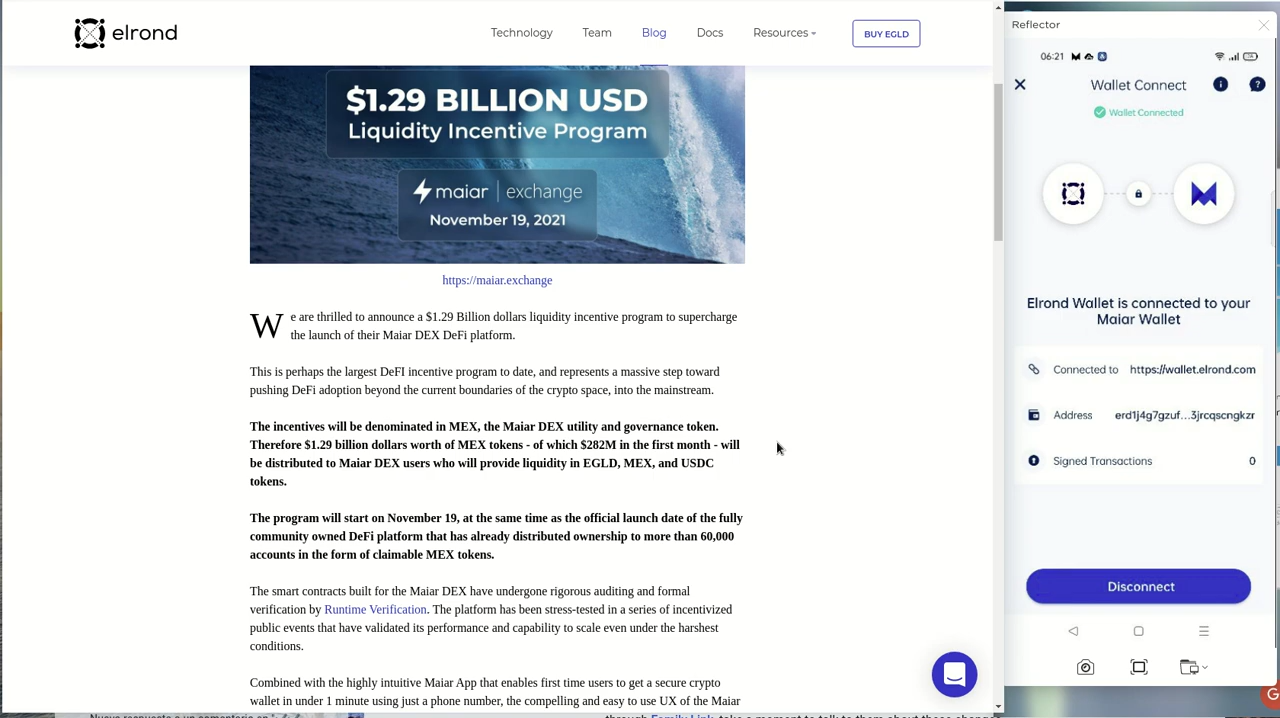 elrond
Technology
Team
Blog
Docs
Resources
BUY EGLD
$1.29 BILLION USD
Liquidity Incentive Program
maiar | exchange
November 19, 2021
https://maiar.exchange
We are thrilled to announce a $1.29 Billion dollars liquidity incentive program to supercharge
the launch of their Maiar DEX DeFi platform.
This is perhaps the largest DeFI incentive program to date, and represents a massive step toward
pushing DeFi adoption beyond the current boundaries of the crypto space, into the mainstream.
The incentives will be denominated in MEX, the Maiar DEX utility and governance token.
Therefore $1.29 billion dollars worth of MEX tokens - of which $282M in the first month - will
be distributed to Maiar DEX users who will provide liquidity in EGLD, MEX, and USDC
tokens.
The program will start on November 19, at the same time as the official launch date of the fully
community owned DeFi platform that has already distributed ownership to more than 60,000
accounts in the form of claimable MEX tokens.
The smart contracts built for the Maiar DEX have undergone rigorous auditing and formal
verification by Runtime Verification. The platform has been stress-tested in a series of incentivized
public events that have validated its performance and capability to scale even under the harshest
conditions.
Combined with the highly intuitive Maiar App that enables first time users to get a secure crypto
wallet in under 1 minute using just a phone number, the compelling and easy to use UX of the Maiar
Reflector
06:21
Wallet Connect
Wallet Connected
Elrond Wallet is connected to your
Maiar Wallet
Connected to https://wallet.elrond.com
Address erd1j4g7gzuf...3jrcqscngkzr
Signed Transactions 0
Disconnect